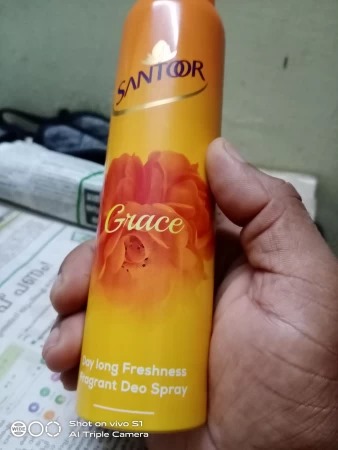 SANTOOR
Grace
Day long Freshness
Fragrant Deo Spray
Shot on vivo S1
AI Triple Camera